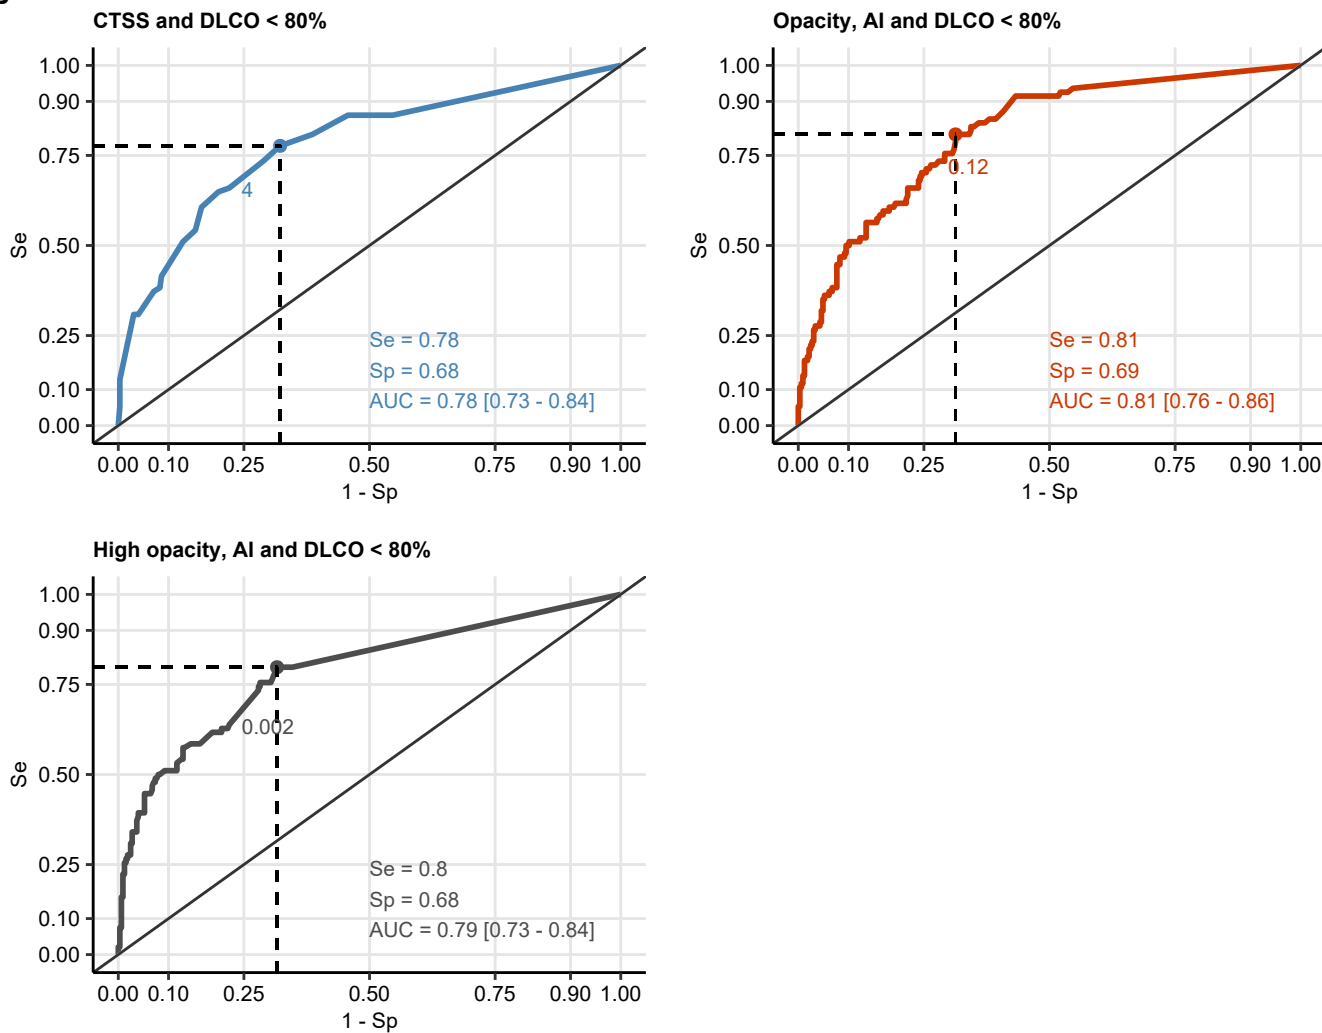 CTSS and DLCO < 80%
1.00
0.90
0.75
0.50
0.25
0.10
0.00
Se
4
Se = 0.78
Sp = 0.68
AUC = 0.78 [0.73 - 0.84]
0.00 0.10 0.25 0.50 0.75 0.90 1.00
1 - Sp
Opacity, AI and DLCO < 80%
1.00
0.90
0.75
0.50
0.25
0.10
0.00
Se
0.12
Se = 0.81
Sp = 0.69
AUC = 0.81 [0.76 - 0.86]
0.00 0.10 0.25 0.50 0.75 0.90 1.00
1 - Sp
High opacity, AI and DLCO < 80%
1.00
0.90
0.75
0.50
0.25
0.10
0.00
Se
0.002
Se = 0.8
Sp = 0.68
AUC = 0.79 [0.73 - 0.84]
0.00 0.10 0.25 0.50 0.75 0.90 1.00
1 - Sp